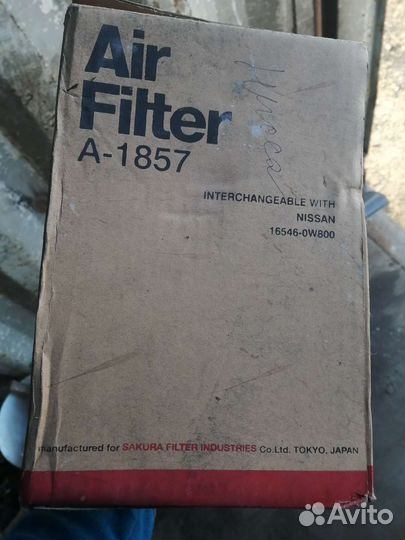 Air
Filter
A-1857
INTERCHANGEABLE WITH
NISSAN
16546-0W800
manufactured for SAKURA FILTER INDUSTRIES Co.Ltd. TOKYO, JAPAN
Avito